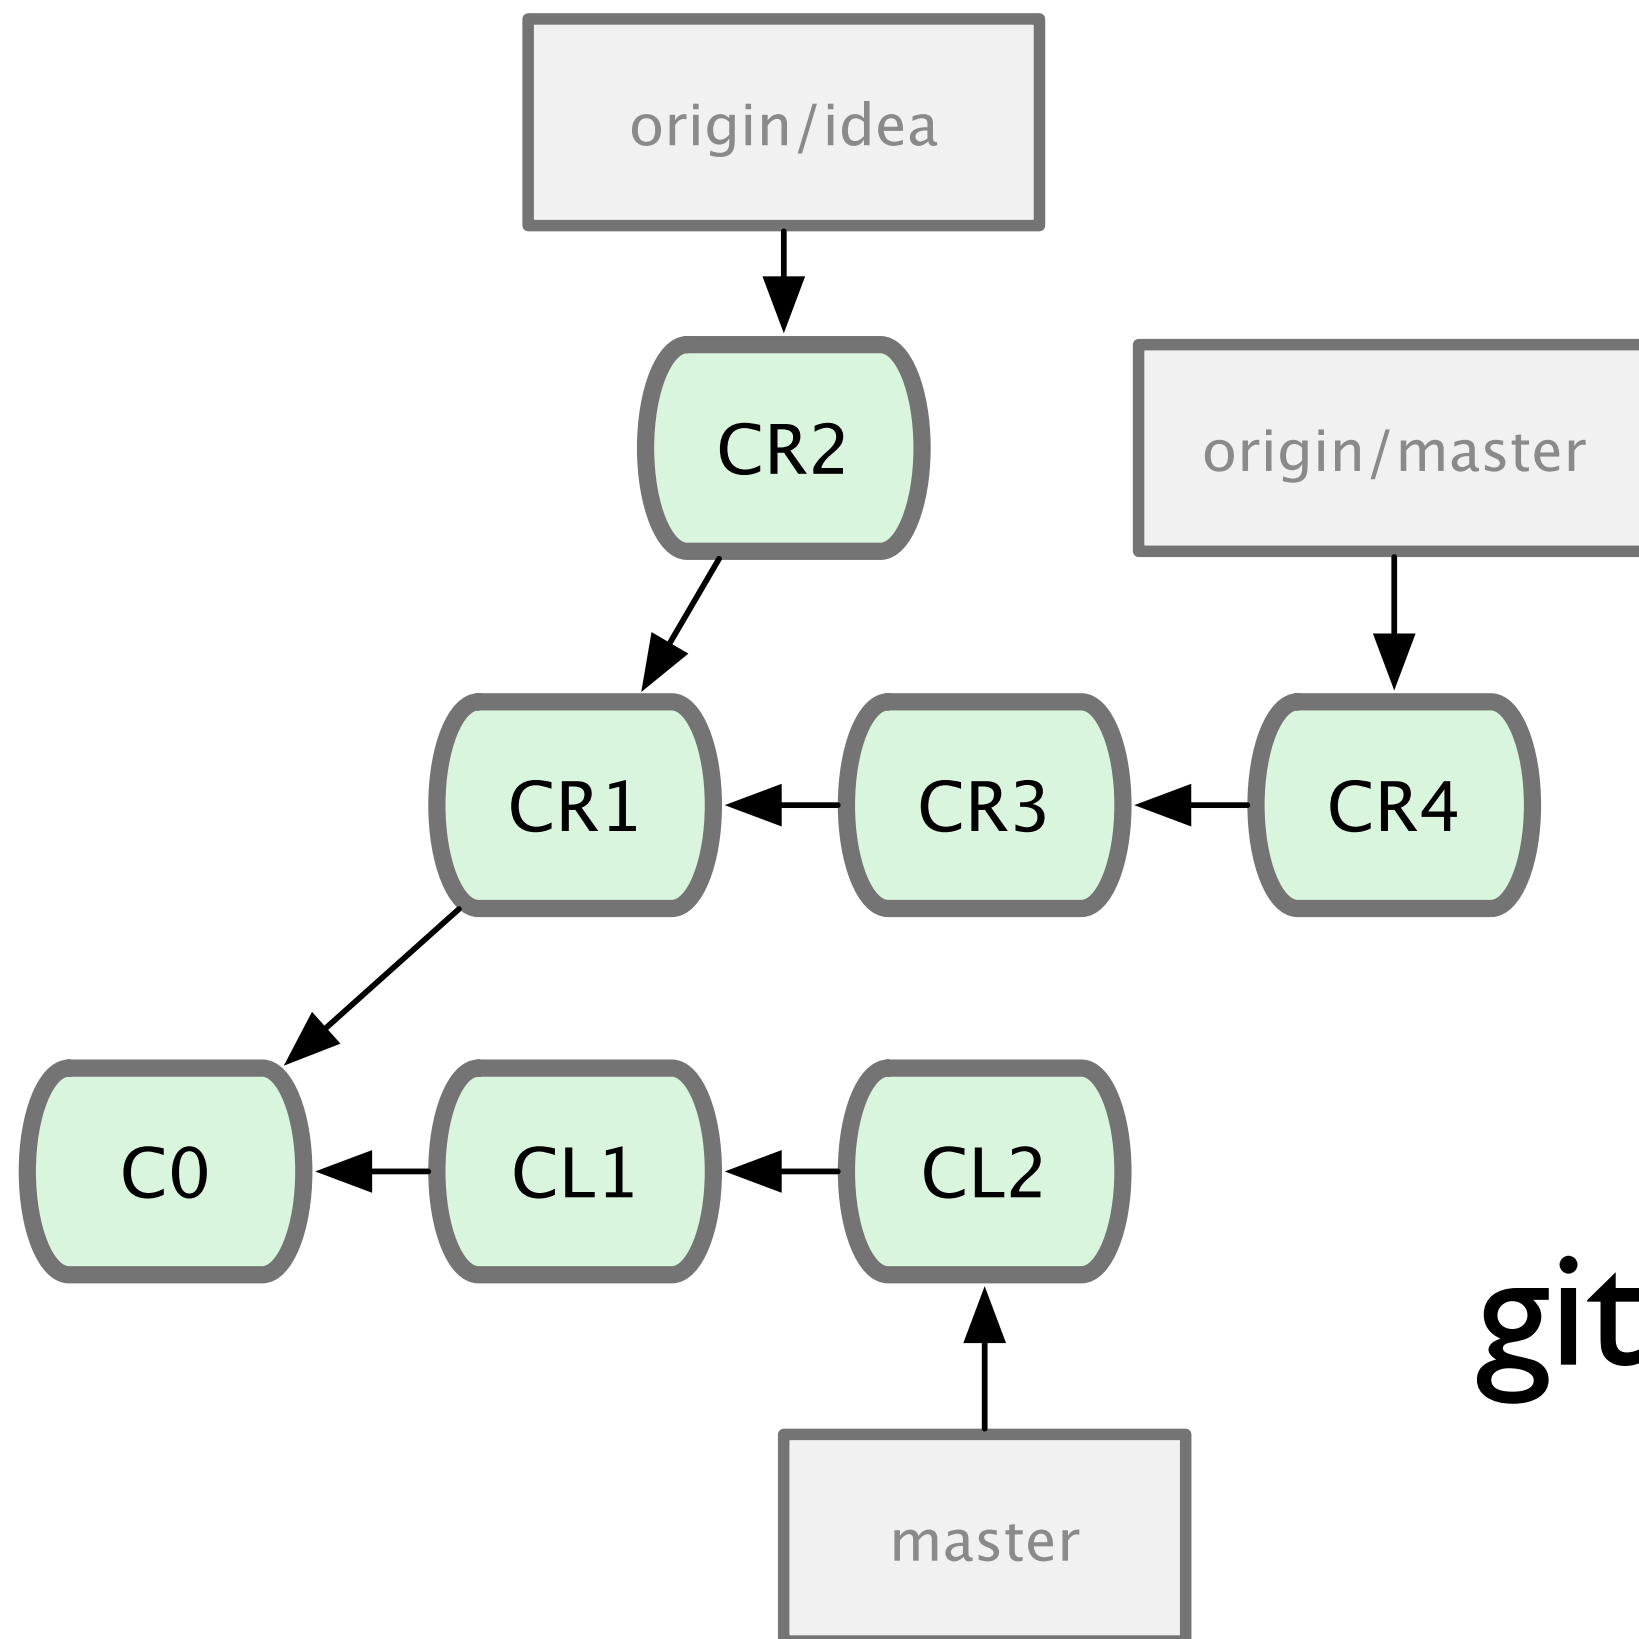 origin/idea
CR2
origin/master
CR1
CR3
CR4
C0
CL1
CL2
git
master